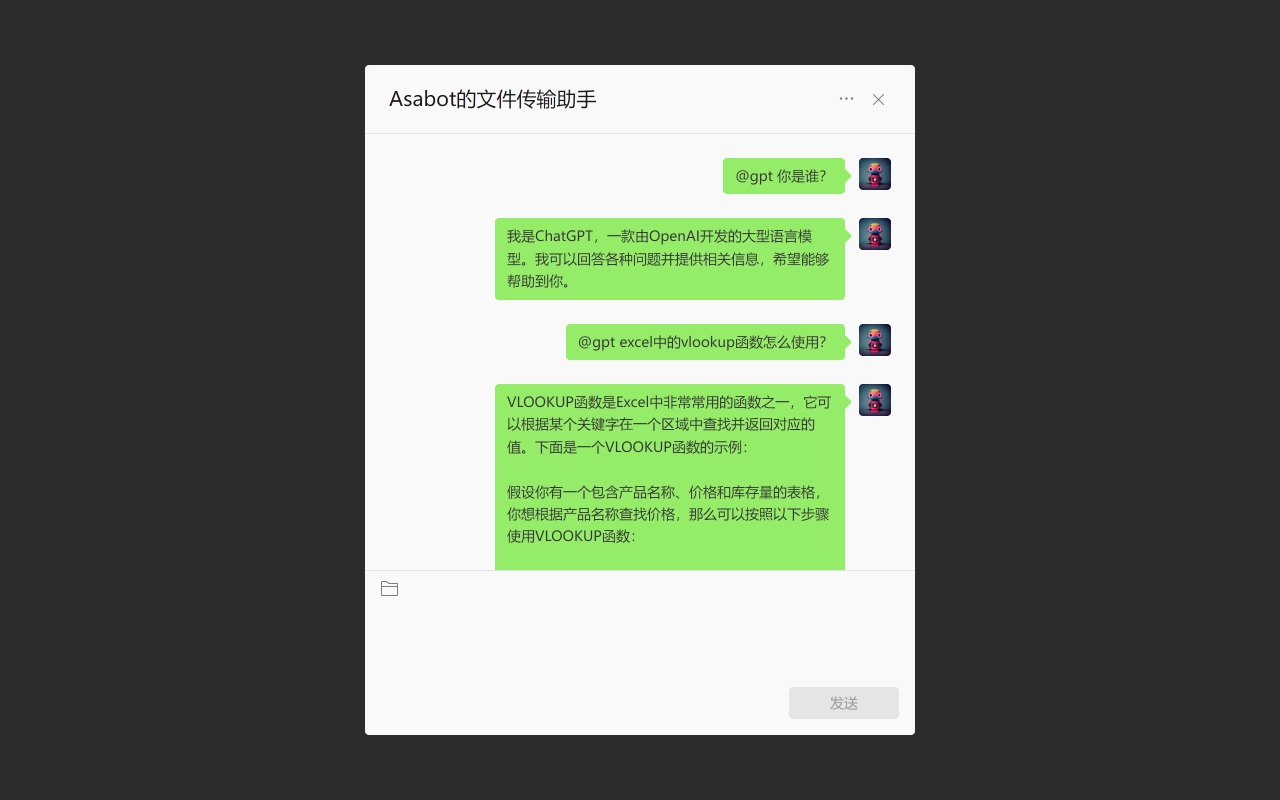 Asabot的文件传输助手
@gpt 你是谁？
我是ChatGPT，一款由OpenAI开发的大型语言模
型。我可以回答各种问题并提供相关信息，希望能够
帮助到你。
@gpt excel中的vlookup函数怎么使用？
VLOOKUP函数是Excel中非常常用的函数之一，它可
以根据某个关键字在一个区域中查找并返回对应的
值。下面是一个VLOOKUP函数的示例：
假设你有一个包含产品名称、价格和库存量的表格，
你想根据产品名称查找价格，那么可以按照以下步骤
使用VLOOKUP函数：
发送